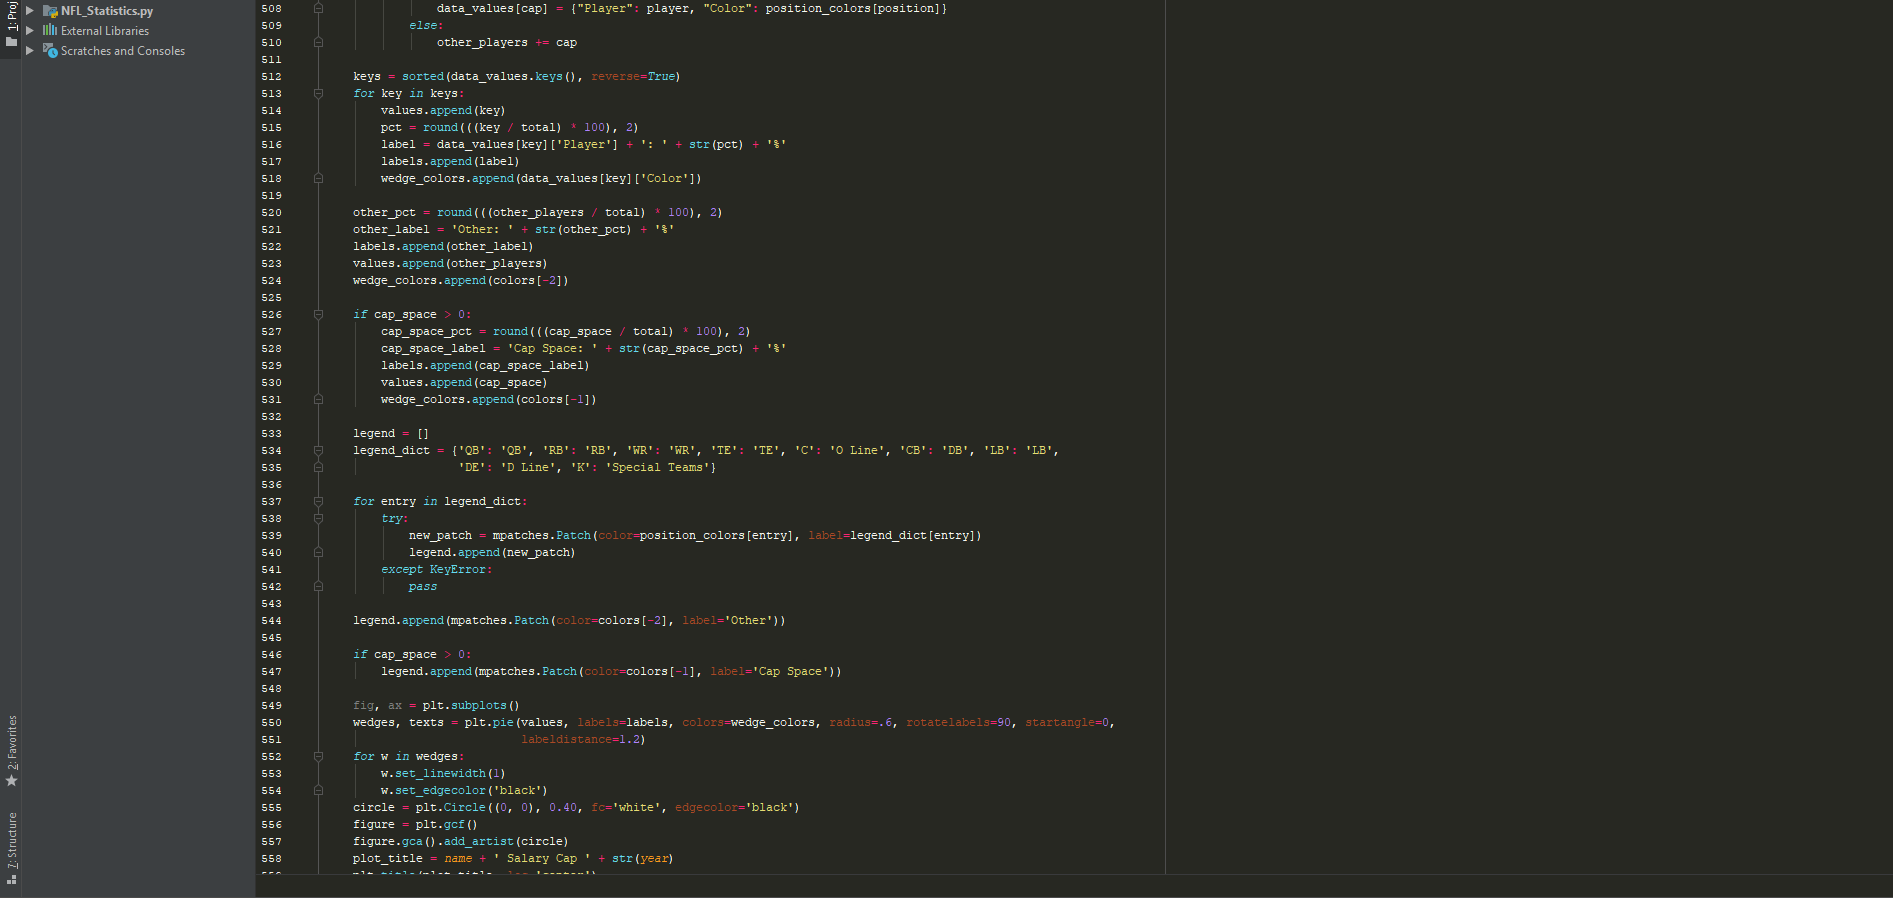 1: Proj
NFL_Statistics.py
External Libraries
Scratches and Consoles
2: Favorites
7: Structure
508 data_values[cap] = {"Player": player, "Color": position_colors[position]}
509 else:
510 other_players += cap
511
512 keys = sorted(data_values.keys(), reverse=True)
513 for key in keys:
514 values.append(key)
515 pct = round(((key / total) * 100), 2)
516 label = data_values[key]['Player'] + ': ' + str(pct) + '%'
517 labels.append(label)
518 wedge_colors.append(data_values[key]['Color'])
519
520 other_pct = round(((other_players / total) * 100), 2)
521 other_label = 'Other: ' + str(other_pct) + '%'
522 labels.append(other_label)
523 values.append(other_players)
524 wedge_colors.append(colors[-2])
525
526 if cap_space > 0:
527 cap_space_pct = round(((cap_space / total) * 100), 2)
528 cap_space_label = 'Cap Space: ' + str(cap_space_pct) + '%'
529 labels.append(cap_space_label)
530 values.append(cap_space)
531 wedge_colors.append(colors[-1])
532
533 legend = []
534 legend_dict = {'QB': 'QB', 'RB': 'RB', 'WR': 'WR', 'TE': 'TE', 'C': 'O Line', 'CB': 'DB', 'LB': 'LB',
535 'DE': 'D Line', 'K': 'Special Teams'}
536
537 for entry in legend_dict:
538 try:
539 new_patch = mpatches.Patch(color=position_colors[entry], label=legend_dict[entry])
540 legend.append(new_patch)
541 except KeyError:
542 pass
543
544 legend.append(mpatches.Patch(color=colors[-2], label='Other'))
545
546 if cap_space > 0:
547 legend.append(mpatches.Patch(color=colors[-1], label='Cap Space'))
548
549 fig, ax = plt.subplots()
550 wedges, texts = plt.pie(values, labels=labels, colors=wedge_colors, radius=.6, rotatelabels=90, startangle=0,
551 labeldistance=1.2)
552 for w in wedges:
553 w.set_linewidth(1)
554 w.set_edgecolor('black')
555 circle = plt.Circle((0, 0), 0.40, fc='white', edgecolor='black')
556 figure = plt.gcf()
557 figure.gca().add_artist(circle)
558 plot_title = name + ' Salary Cap ' + str(year)